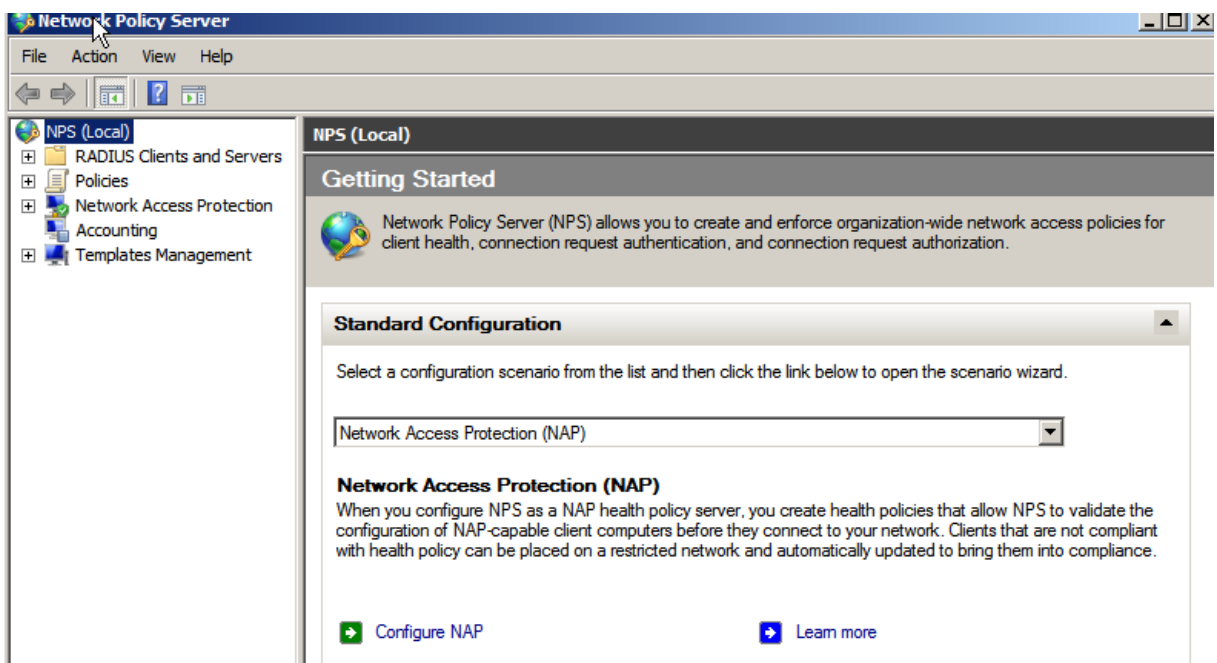 Network Policy Server
File Action View Help
NPS (Local)
RADIUS Clients and Servers
Policies
Network Access Protection
Accounting
Templates Management
NPS (Local)
Getting Started
Network Policy Server (NPS) allows you to create and enforce organization-wide network access policies for
client health, connection request authentication, and connection request authorization.
Standard Configuration
Select a configuration scenario from the list and then click the link below to open the scenario wizard.
Network Access Protection (NAP)
Network Access Protection (NAP)
When you configure NPS as a NAP health policy server, you create health policies that allow NPS to validate the
configuration of NAP-capable client computers before they connect to your network. Clients that are not compliant
with health policy can be placed on a restricted network and automatically updated to bring them into compliance.
Configure NAP
Learn more